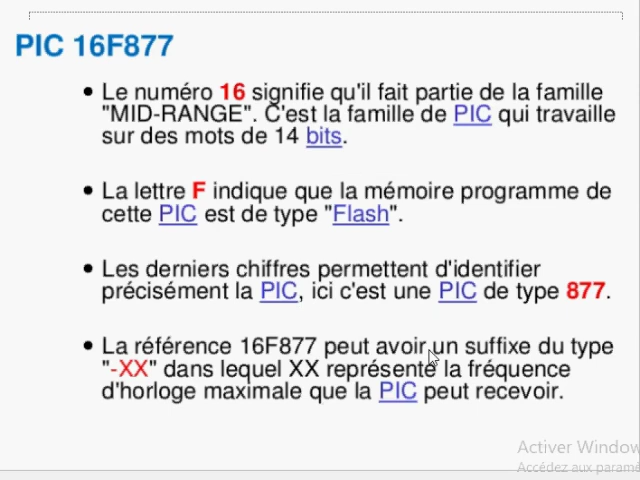 PIC 16F877
• Le numéro 16 signifie qu'il fait partie de la famille
"MID-RANGE". C'est la famille de PIC qui travaille
sur des mots de 14 bits.
• La lettre F indique que la mémoire programme de
cette PIC est de type "Flash".
• Les derniers chiffres permettent d'identifier
précisément la PIC, ici c'est une PIC de type 877.
• La référence 16F877 peut avoir un suffixe du type
"-XX" dans lequel XX représente la fréquence
d'horloge maximale que la PIC peut recevoir.
Activer Window
Accédez aux paramè